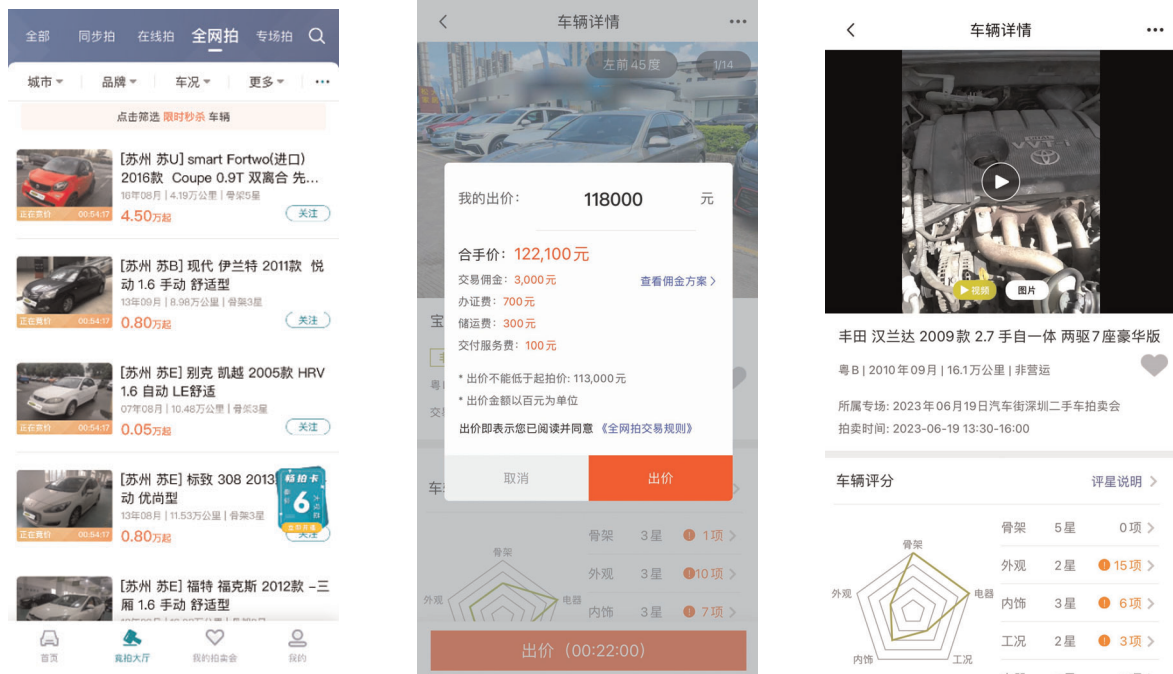 全部 同步拍 在线拍 全网拍 专场拍
城市 品牌 车况 更多 ···
点击筛选 限时秒杀 车辆
[苏州 苏U] smart Fortwo(进口)
2016款 Coupe 0.9T 双离合 先...
16年08月 | 4.19万公里 | 骨架5星
正在竞价 00:54:17
4.50万起
关注
[苏州 苏B] 现代 伊兰特 2011款 悦
动 1.6 手动 舒适型
13年09月 | 8.98万公里 | 骨架3星
正在竞价 00:54:17
0.80万起
关注
[苏州 苏E] 别克 凯越 2005款 HRV
1.6 自动 LE舒适
07年08月 | 10.48万公里 | 骨架3星
正在竞价 00:54:17
0.05万起
关注
[苏州 苏E] 标致 308 2013
动 优尚型
13年08月 | 11.53万公里 | 骨架3星
正在竞价 00:54:17
0.80万起
关注
畅拍卡
6
[苏州 苏E] 福特 福克斯 2012款 -三
厢 1.6 手动 舒适型
首页 竞拍大厅 我的拍卖会 我的
车辆详情
左前45度 1/14
我的出价: 118000 元
合手价: 122,100元
交易佣金: 3,000元 查看佣金方案
办证费: 700元
储运费: 300元
交付服务费: 100元
* 出价不能低于起拍价: 113,000元
* 出价金额以百元为单位
出价即表示您已阅读并同意 《全网拍交易规则》
取消 出价
宝
粤
交
车
骨架 3星 1项
外观 3星 10项
内饰 3星 7项
骨架
外观
电器
出价 (00:22:00)
车辆详情
VVT-i
视频 图片
丰田 汉兰达 2009款 2.7 手自一体 两驱7座豪华版
粤B | 2010年09月 | 16.1万公里 | 非营运
所属专场: 2023年06月19日汽车街深圳二手车拍卖会
拍卖时间: 2023-06-19 13:30-16:00
车辆评分 评星说明
骨架 5星 0项
外观 2星 15项
内饰 3星 6项
工况 2星 3项
骨架
外观
电器
内饰
工况